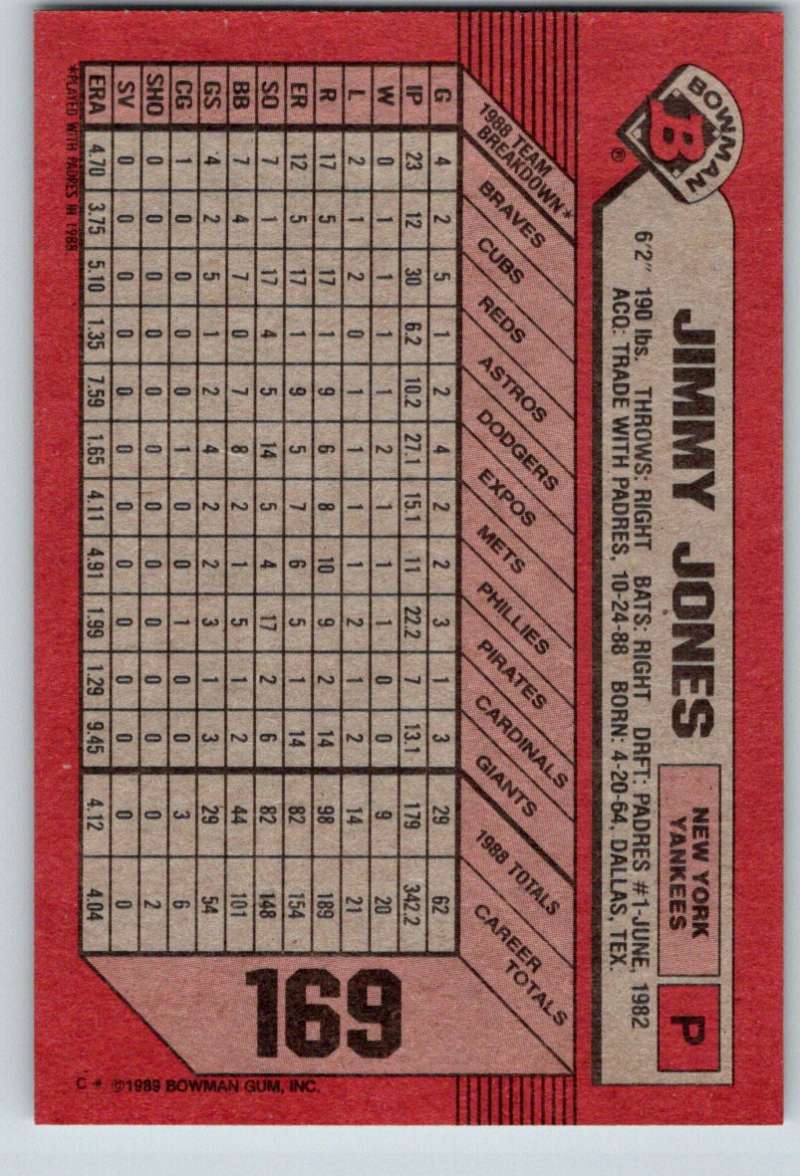 BOWMAN
B
®
JIMMY JONES
NEW YORK
YANKEES
P
6'2" 190 lbs. THROWS: RIGHT BATS: RIGHT DRFT: PADRES #1-JUNE, 1982
ACQ: TRADE WITH PADRES, 10-24-88 BORN: 4-20-64, DALLAS, TEX.
1988 TEAM
BREAKDOWN*
BRAVES
CUBS
REDS
ASTROS
DODGERS
EXPOS
METS
PHILLIES
PIRATES
CARDINALS
GIANTS
1988 TOTALS
CAREER
TOTALS
G 4 2 5 1 2 4 2 2 3 1 3 29 62
IP 23 12 30 6.2 10.2 27.1 15.1 11 22.2 7 13.1 179 342.2
W 0 1 1 1 1 2 1 1 1 0 0 9 20
L 2 1 2 0 1 1 1 1 2 1 2 14 21
R 17 5 17 1 9 6 8 10 9 2 14 98 189
ER 12 5 17 1 9 5 7 6 5 1 14 82 154
SO 7 1 17 4 5 14 5 4 17 2 6 82 148
BB 7 4 7 0 7 8 2 1 5 1 2 44 101
GS 4 2 5 1 2 4 2 2 3 1 3 29 54
CG 1 0 0 0 0 1 0 0 1 0 0 3 6
SHO 0 0 0 0 0 0 0 0 0 0 0 0 2
SV 0 0 0 0 0 0 0 0 0 0 0 0 0
ERA 4.70 3.75 5.10 1.35 7.59 1.65 4.11 4.91 1.99 1.29 9.45 4.12 4.04
*PLAYED WITH PADRES IN 1988
169
C * ©1989 BOWMAN GUM, INC.